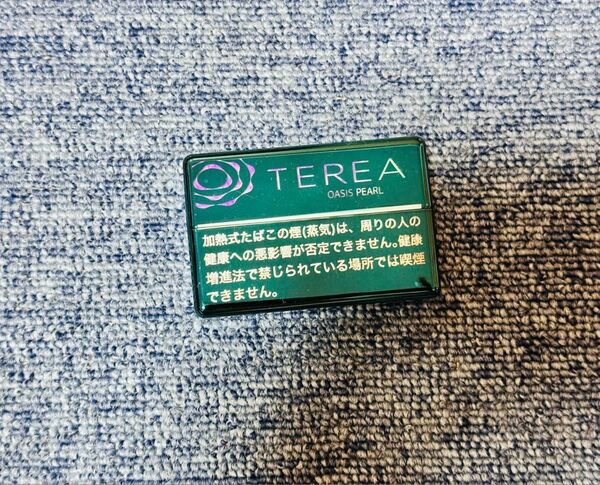 TEREA
OASIS PEARL
加熱式たばこの煙(蒸気)は、周りの人の
健康への悪影響が否定できません。健康
増進法で禁じられている場所では喫煙
できません。